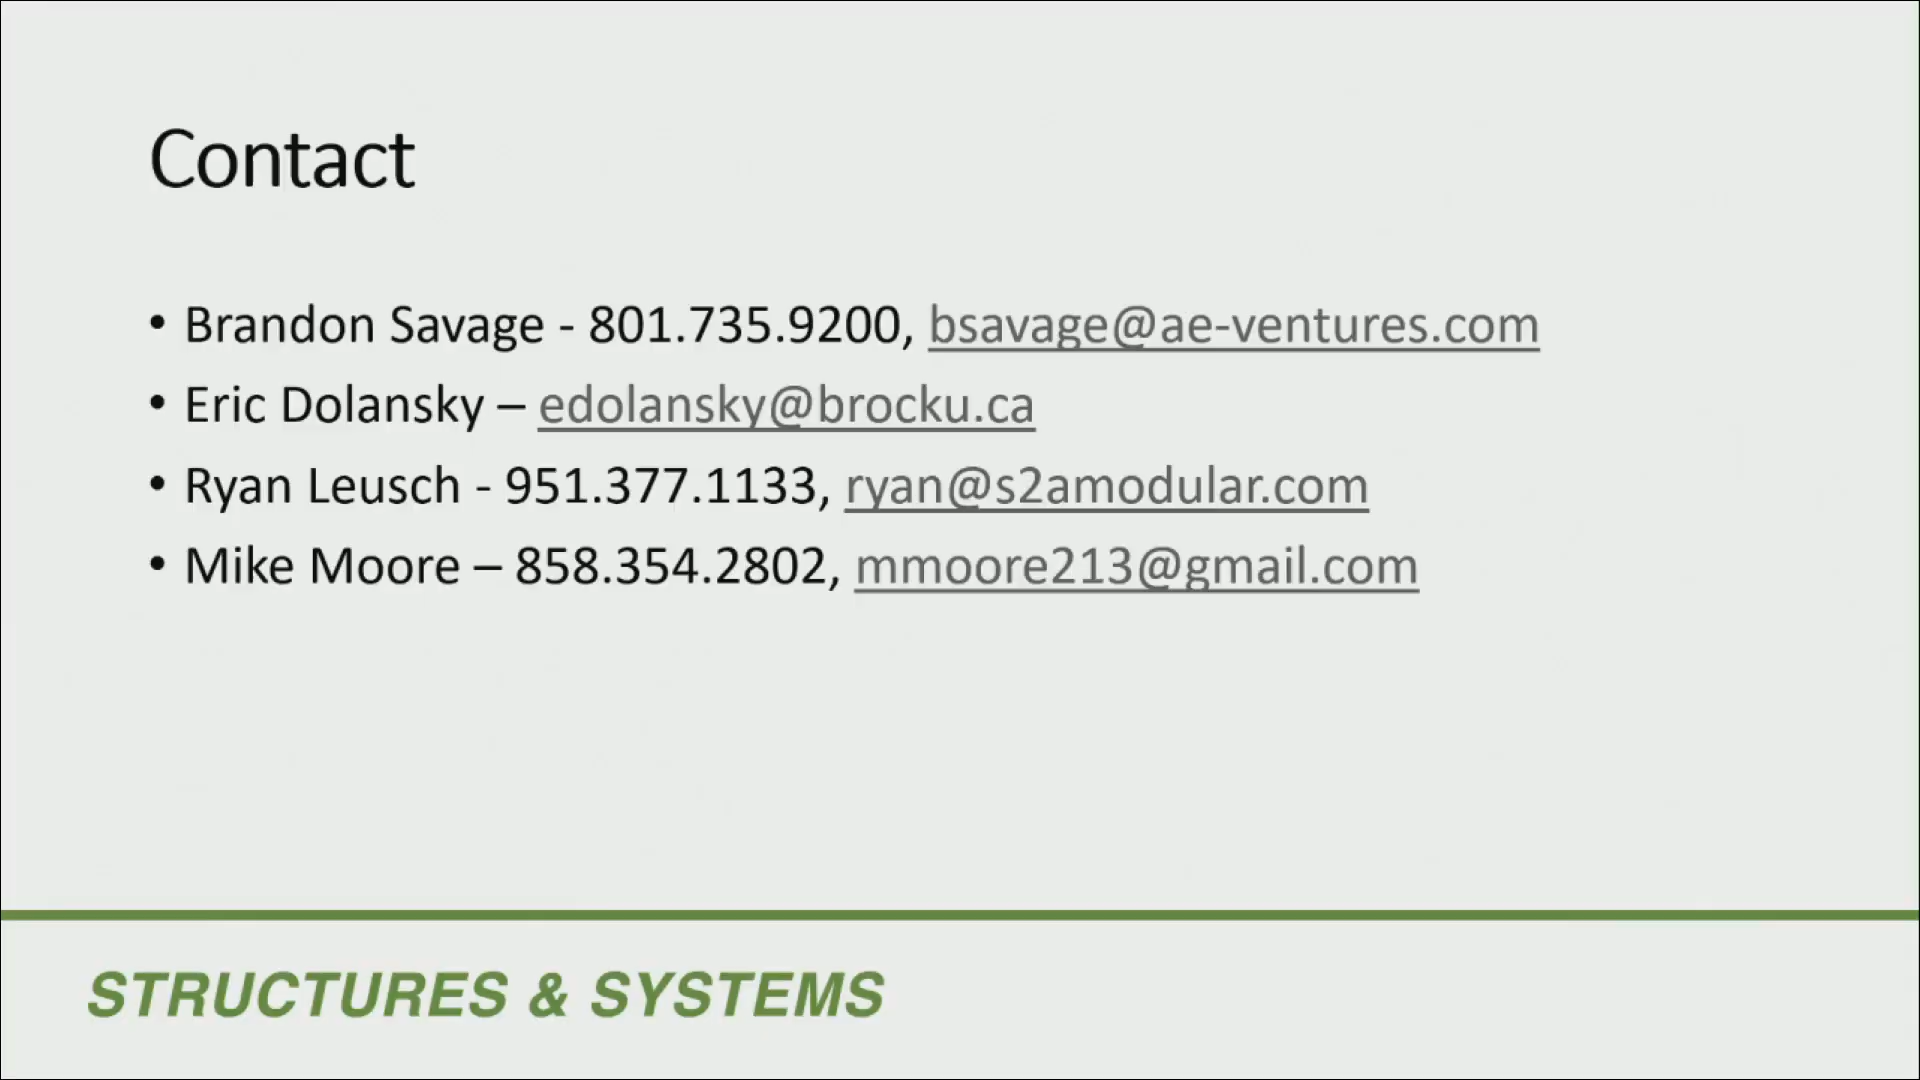 Contact
• Brandon Savage - 801.735.9200, bsavage@ae-ventures.com
• Eric Dolansky – edolansky@brocku.ca
• Ryan Leusch - 951.377.1133, ryan@s2amodular.com
• Mike Moore – 858.354.2802, mmoore213@gmail.com
STRUCTURES & SYSTEMS